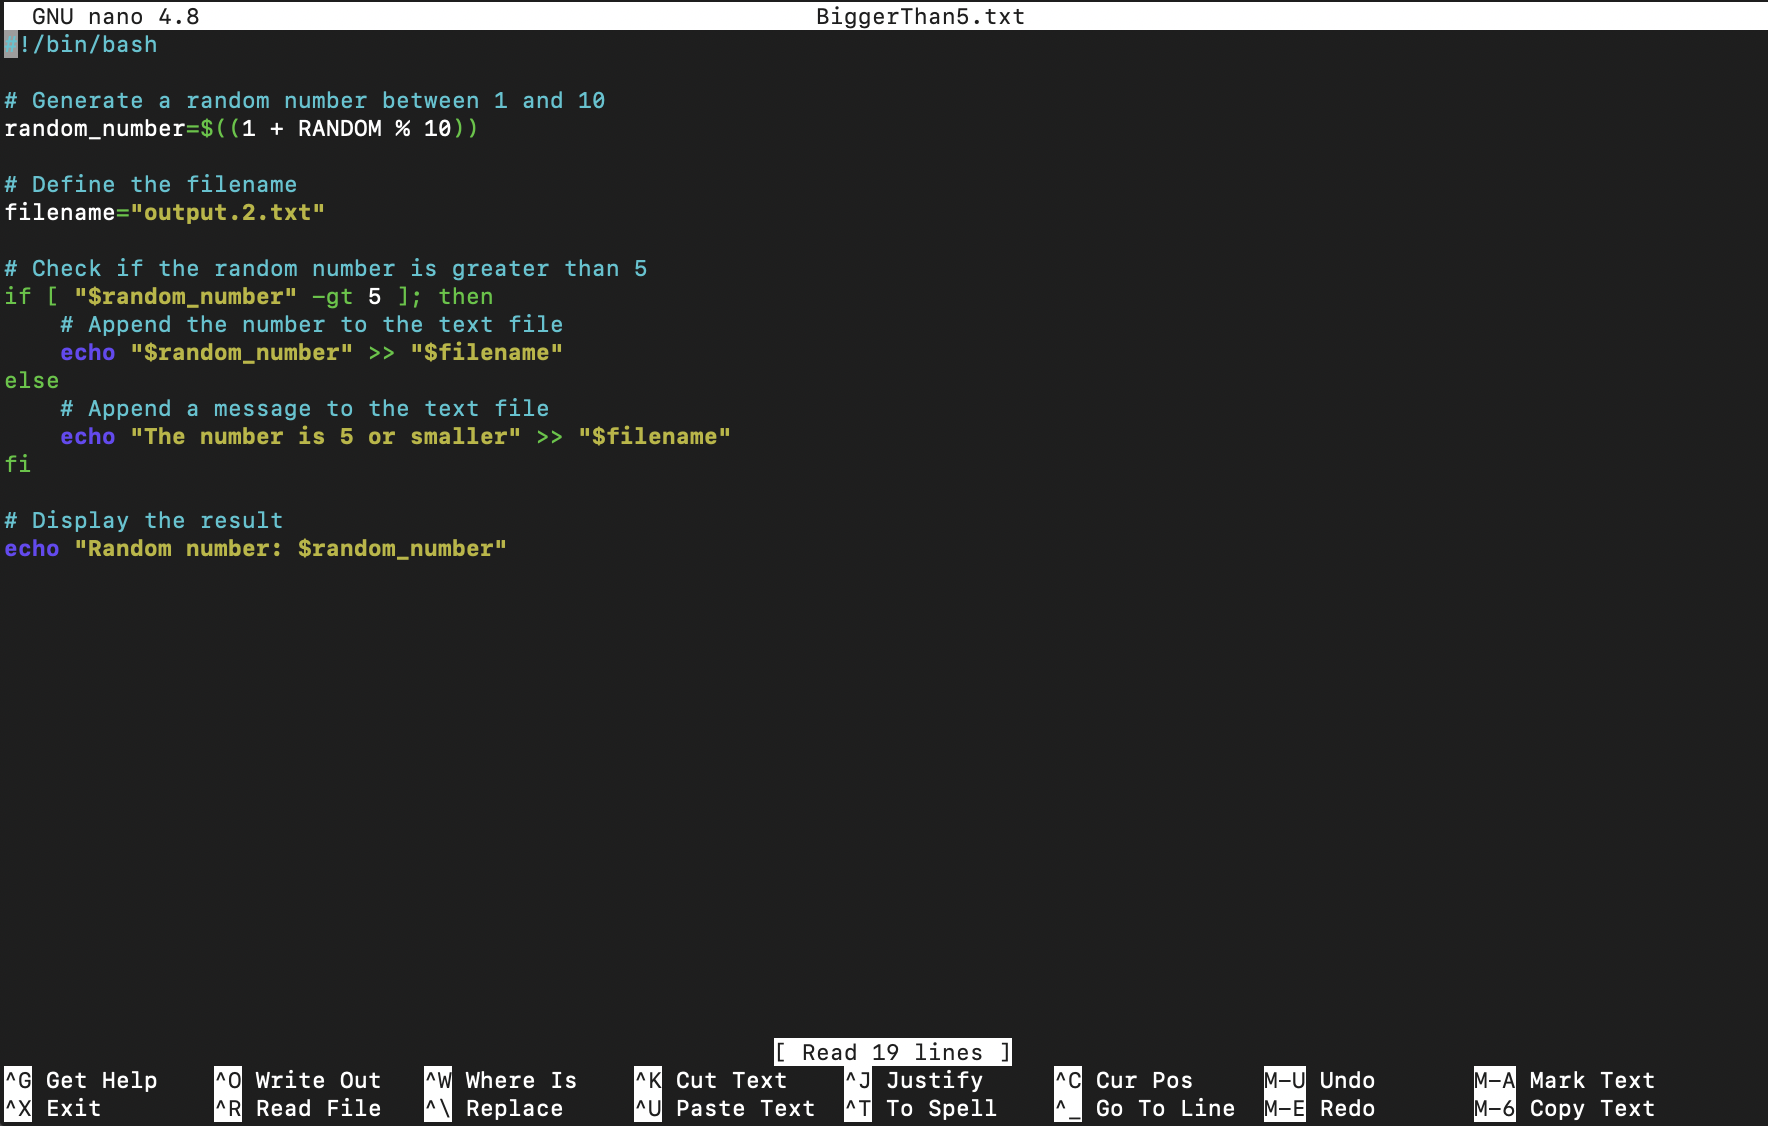 GNU nano 4.8 BiggerThan5.txt
#!/bin/bash

# Generate a random number between 1 and 10
random_number=$((1 + RANDOM % 10))

# Define the filename
filename="output.2.txt"

# Check if the random number is greater than 5
if [ "$random_number" -gt 5 ]; then
    # Append the number to the text file
    echo "$random_number" >> "$filename"
else
    # Append a message to the text file
    echo "The number is 5 or smaller" >> "$filename"
fi

# Display the result
echo "Random number: $random_number"
[ Read 19 lines ]
^G Get Help ^O Write Out ^W Where Is ^K Cut Text ^J Justify ^C Cur Pos M-U Undo M-A Mark Text
^X Exit ^R Read File ^\ Replace ^U Paste Text ^T To Spell ^_ Go To Line M-E Redo M-6 Copy Text